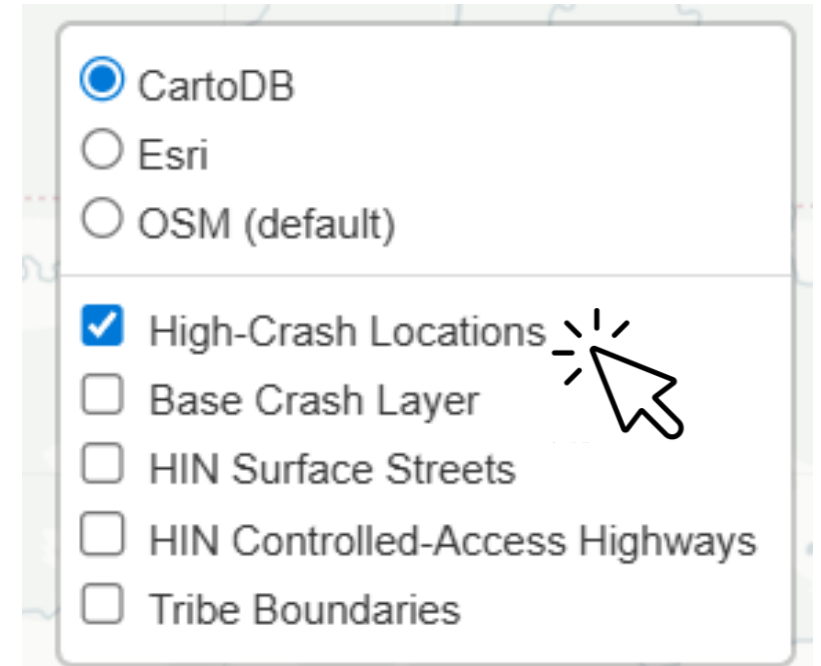 CartoDB
Esri
OSM (default)
High-Crash Locations
Base Crash Layer
HIN Surface Streets
HIN Controlled-Access Highways
Tribe Boundaries